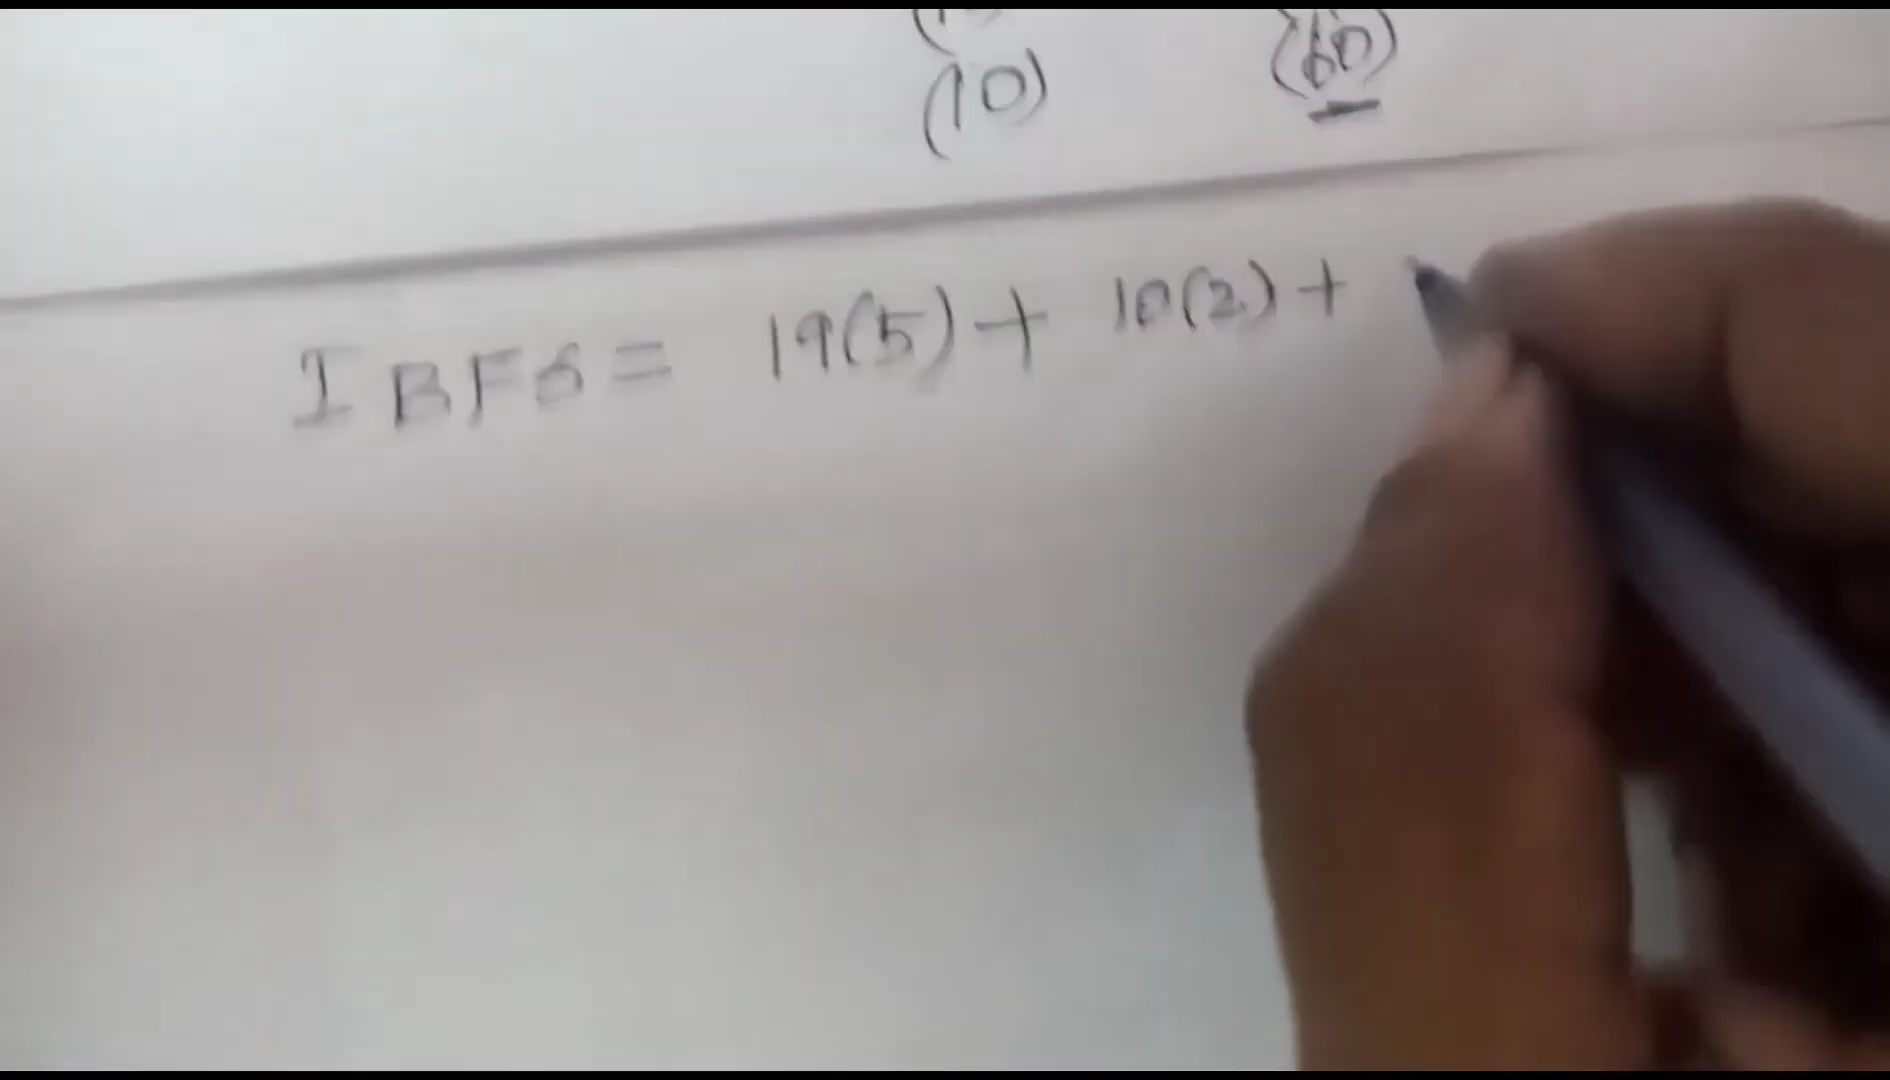 (10) (60)
IBFS = 19(5) + 10(2) +